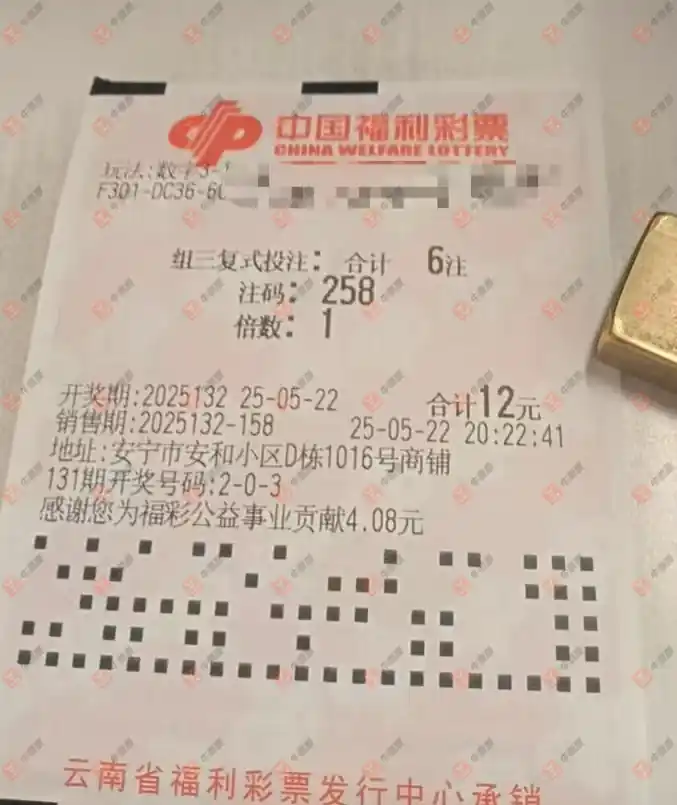 中国福利彩票
CHINA WELFARE LOTTERY
玩法:数字3-
F301-DC36-6
组三复式投注: 合计 6注
注码: 258
倍数: 1
开奖期:2025132 25-05-22 合计12元
销售期:2025132-158 25-05-22 20:22:41
地址:安宁市安和小区D栋1016号商铺
131期开奖号码:2-0-3
感谢您为福彩公益事业贡献4.08元
云南省福利彩票发行中心承销